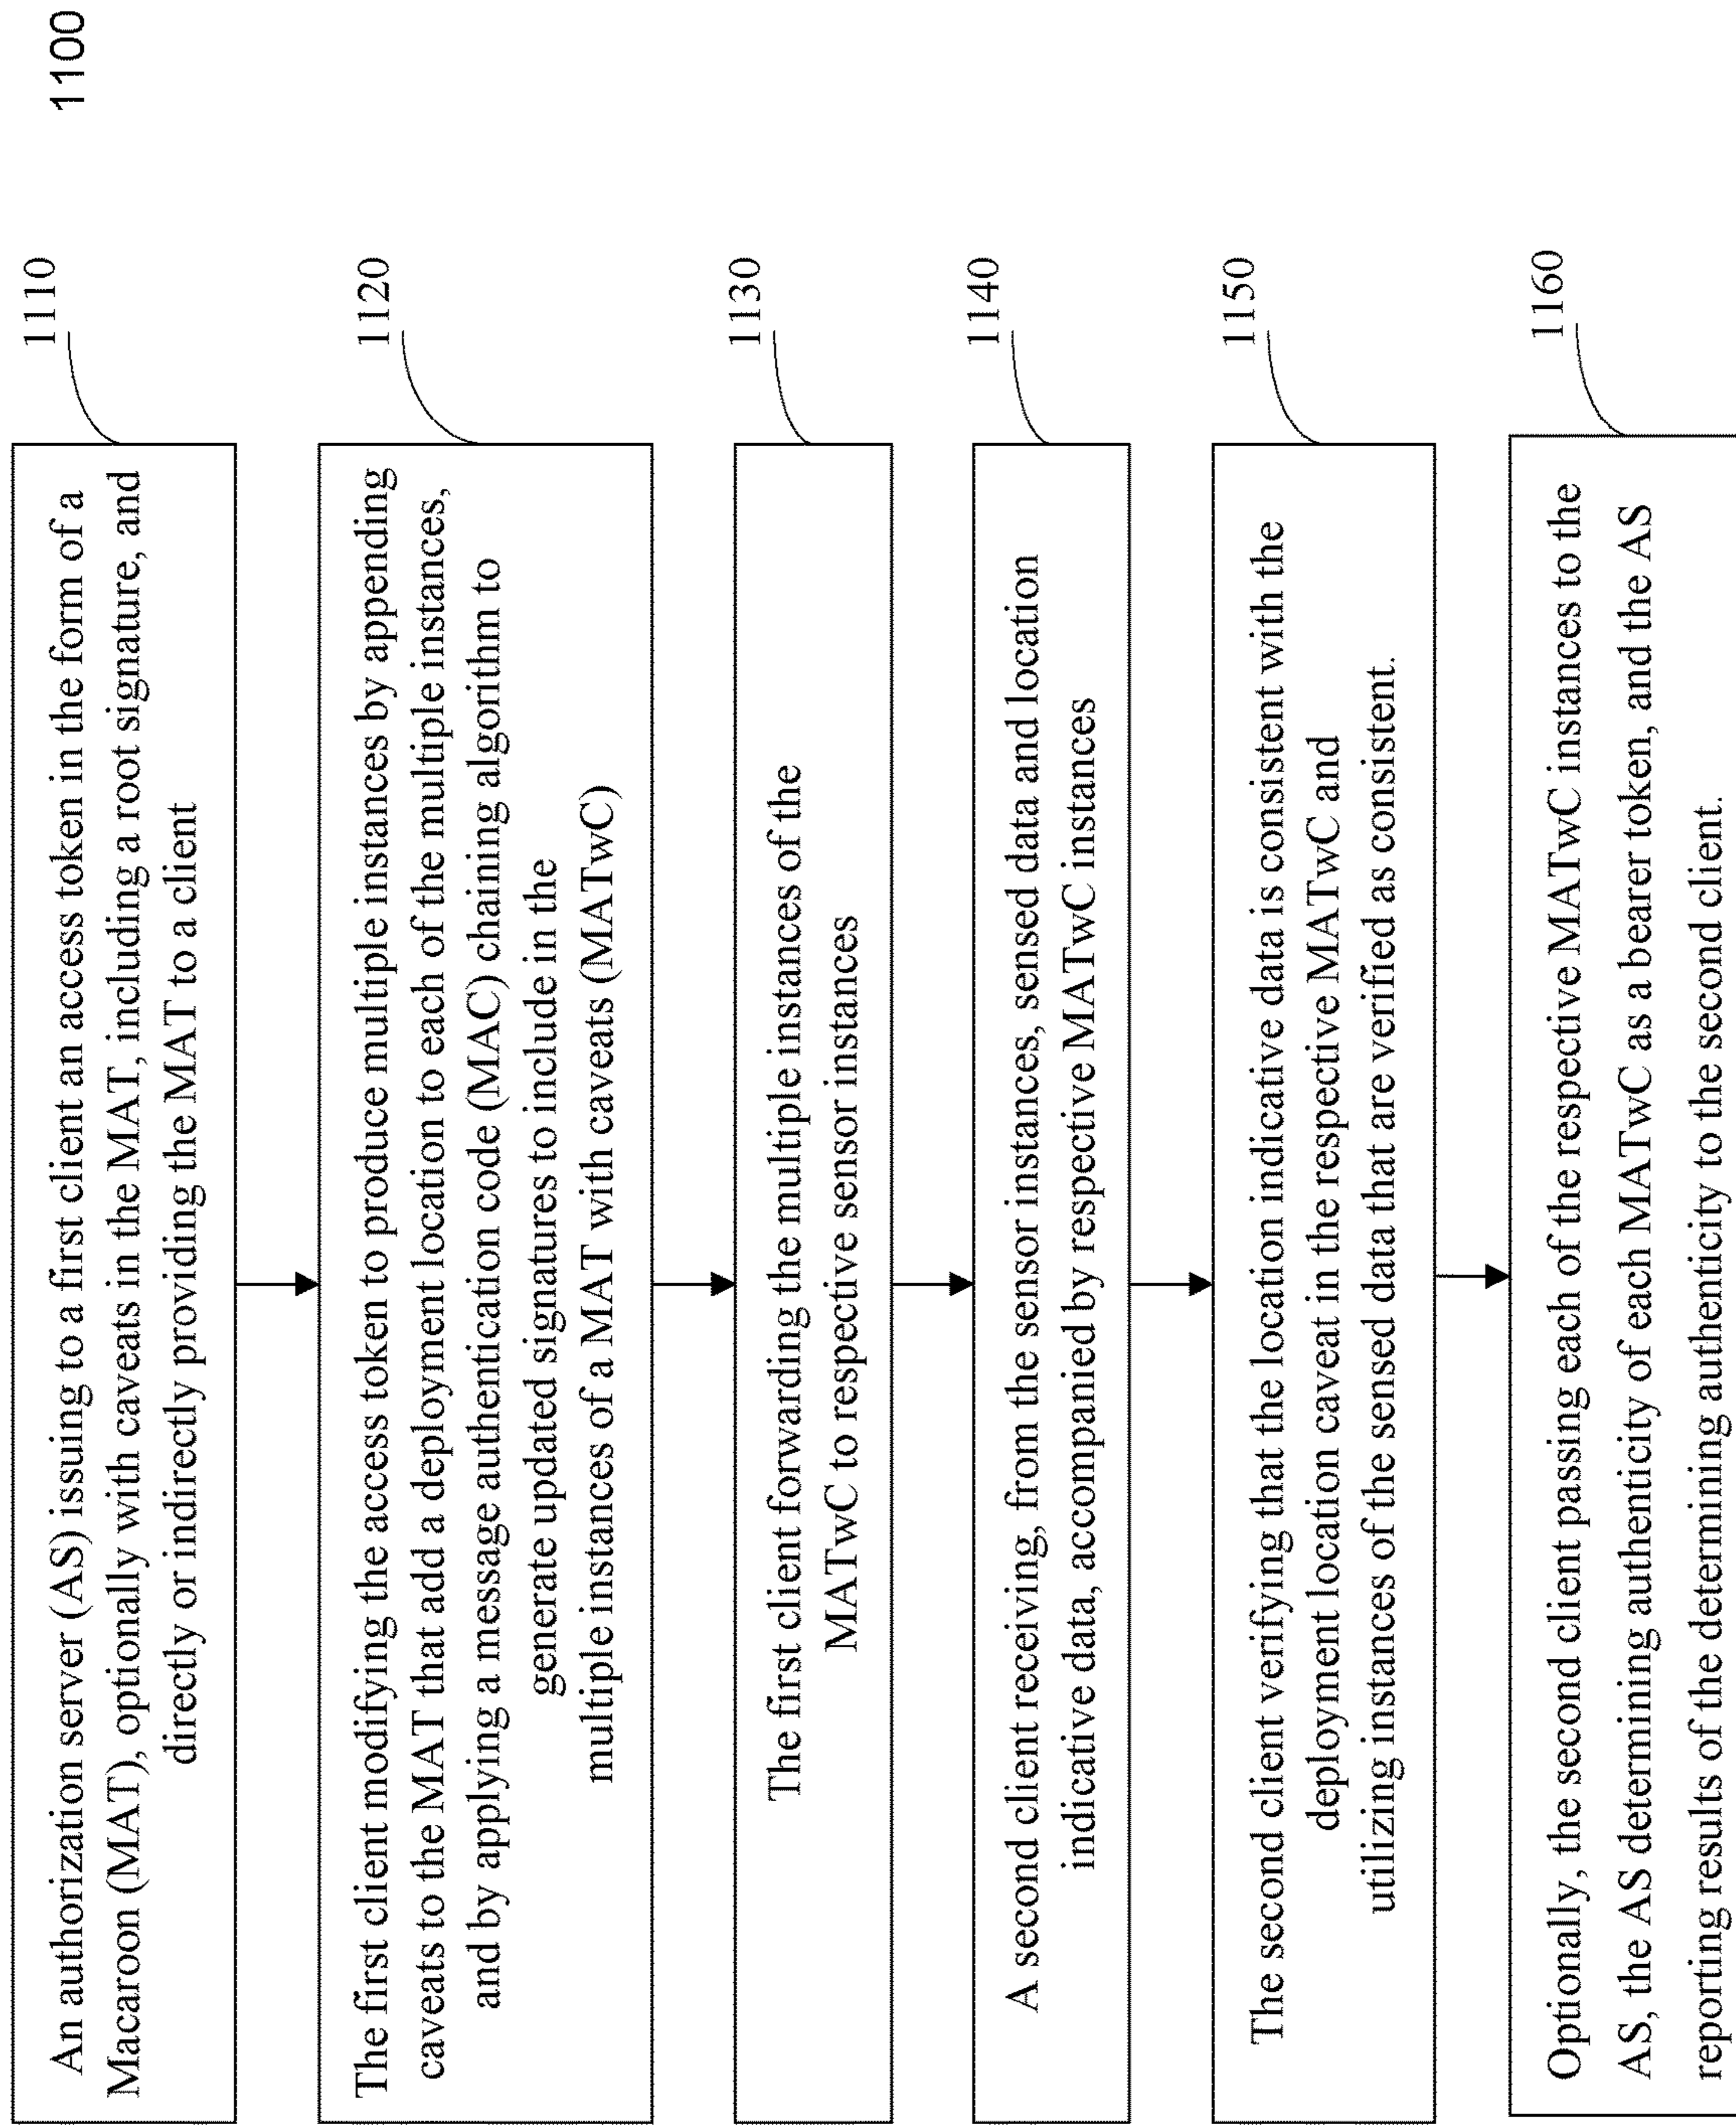 1100
1110
An authorization server (AS) issuing to a first client an access token in the form of a
Macaroon (MAT), optionally with caveats in the MAT, including a root signature, and
directly or indirectly providing the MAT to a client
1120
The first client modifying the access token to produce multiple instances by appending
caveats to the MAT that add a deployment location to each of the multiple instances,
and by applying a message authentication code (MAC) chaining algorithm to
generate updated signatures to include in the
multiple instances of a MAT with caveats (MATwC)
1130
The first client forwarding the multiple instances of the
MATwC to respective sensor instances
1140
A second client receiving, from the sensor instances, sensed data and location
indicative data, accompanied by respective MATwC instances
1150
The second client verifying that the location indicative data is consistent with the
deployment location caveat in the respective MATwC and
utilizing instances of the sensed data that are verified as consistent.
1160
Optionally, the second client passing each of the respective MATwC instances to the
AS, the AS determining authenticity of each MATwC as a bearer token, and the AS
reporting results of the determining authenticity to the second client.